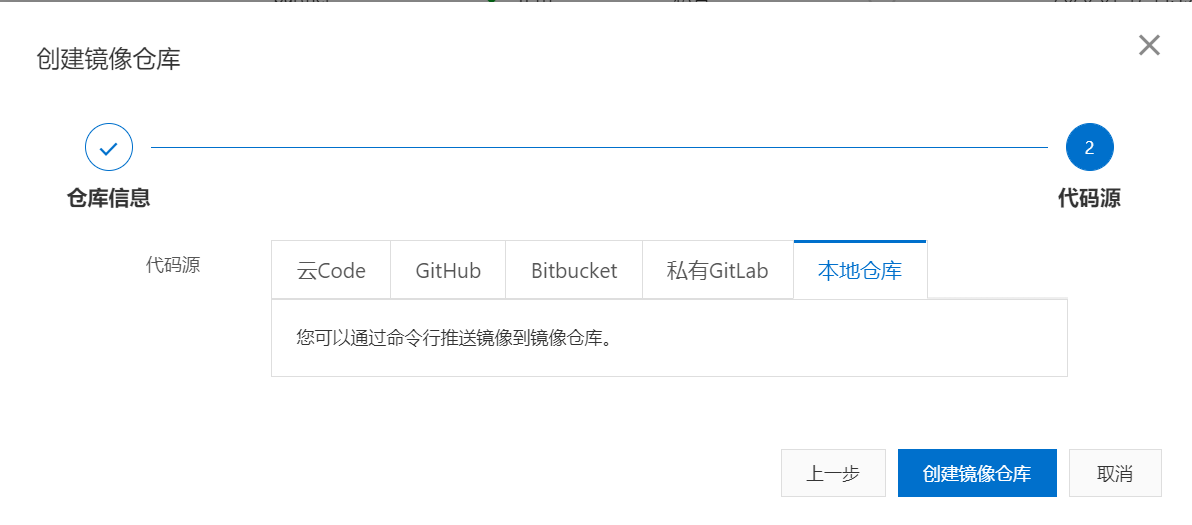 创建镜像仓库
2
仓库信息
代码源
代码源
云Code
GitHub
Bitbucket
私有GitLab
本地仓库
您可以通过命令行推送镜像到镜像仓库。
上一步
创建镜像仓库
取消